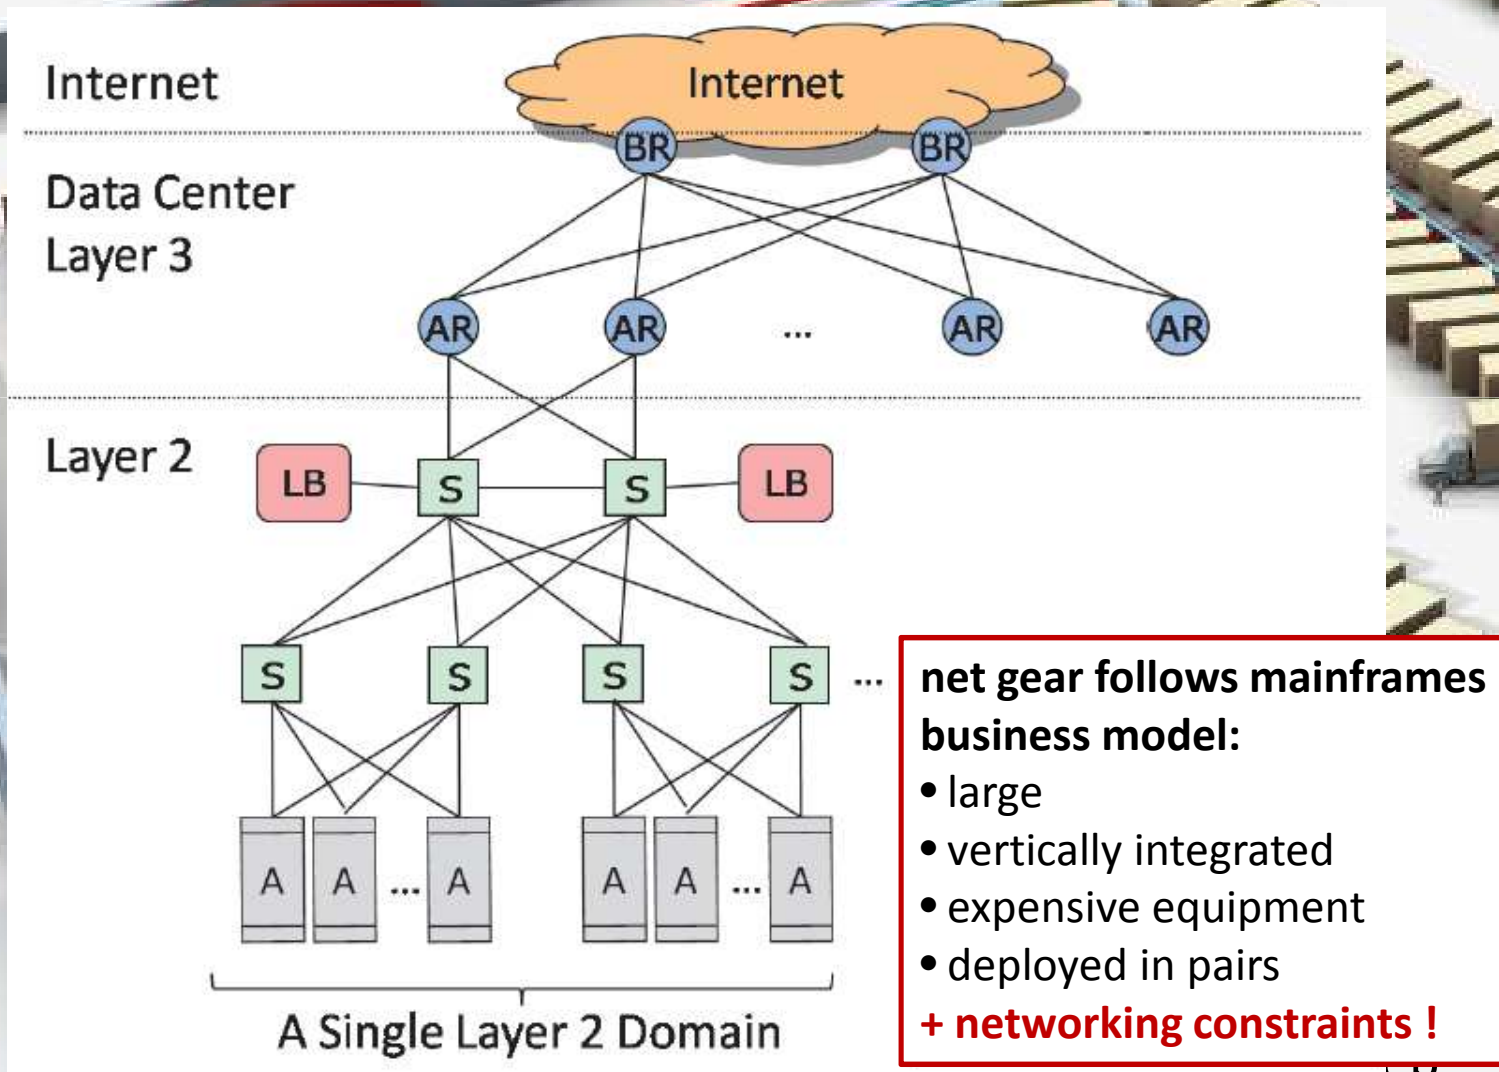 Internet
Internet
BR BR
Data Center
Layer 3
AR AR ... AR AR
Layer 2
LB S S LB
S S S S ...
A A ... A A A ... A
A Single Layer 2 Domain
net gear follows mainframes
business model:
• large
• vertically integrated
• expensive equipment
• deployed in pairs
+ networking constraints !